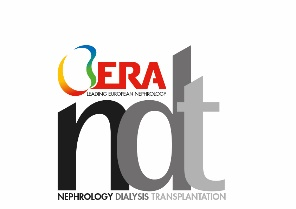 ERA
LEADING EUROPEAN NEPHROLOGY
ndt
NEPHROLOGY DIALYSIS TRANSPLANTATION